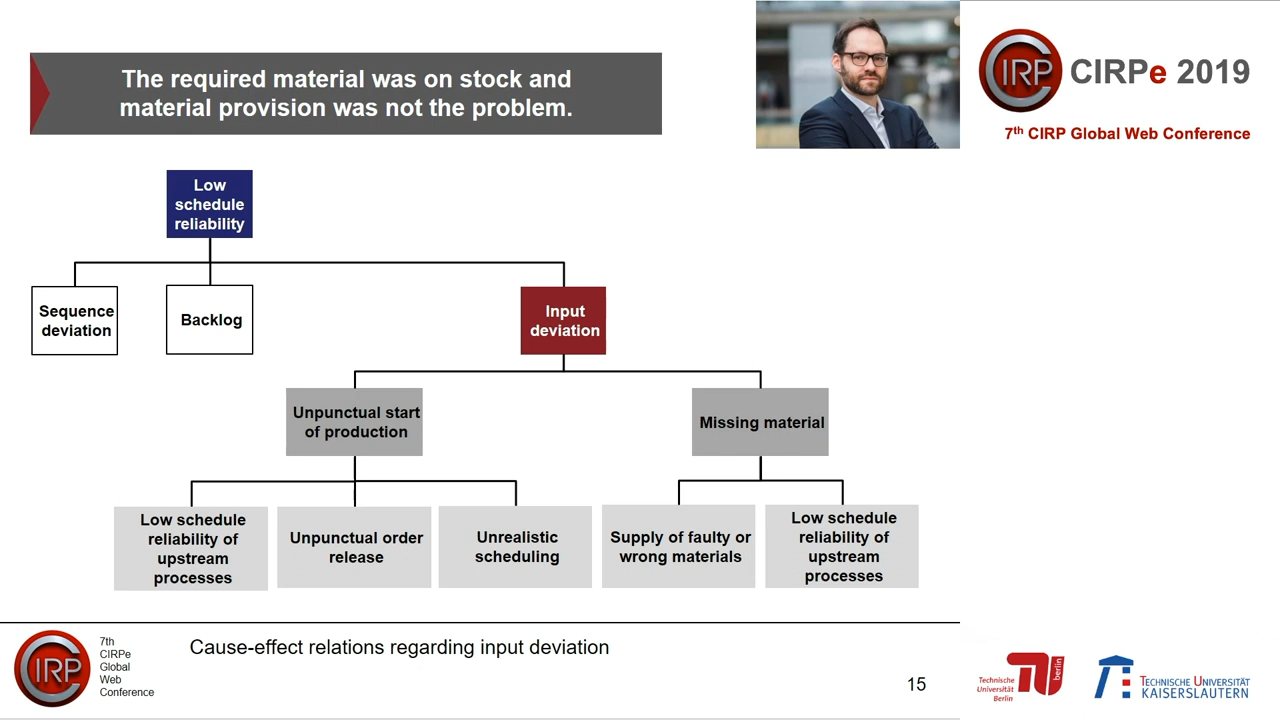 The required material was on stock and
material provision was not the problem.
CIRP
CIRPe 2019
7th CIRP Global Web Conference
Low
schedule
reliability
Sequence
deviation
Backlog
Input
deviation
Unpunctual start
of production
Missing material
Low schedule
reliability of
upstream
processes
Unpunctual order
release
Unrealistic
scheduling
Supply of faulty or
wrong materials
Low schedule
reliability of
upstream
processes
CIRP
7th
CIRPe
Global
Web
Conference
Cause-effect relations regarding input deviation
15
Technische
Universität
Berlin
berlin
TECHNISCHE UNIVERSITÄT
KAISERSLAUTERN